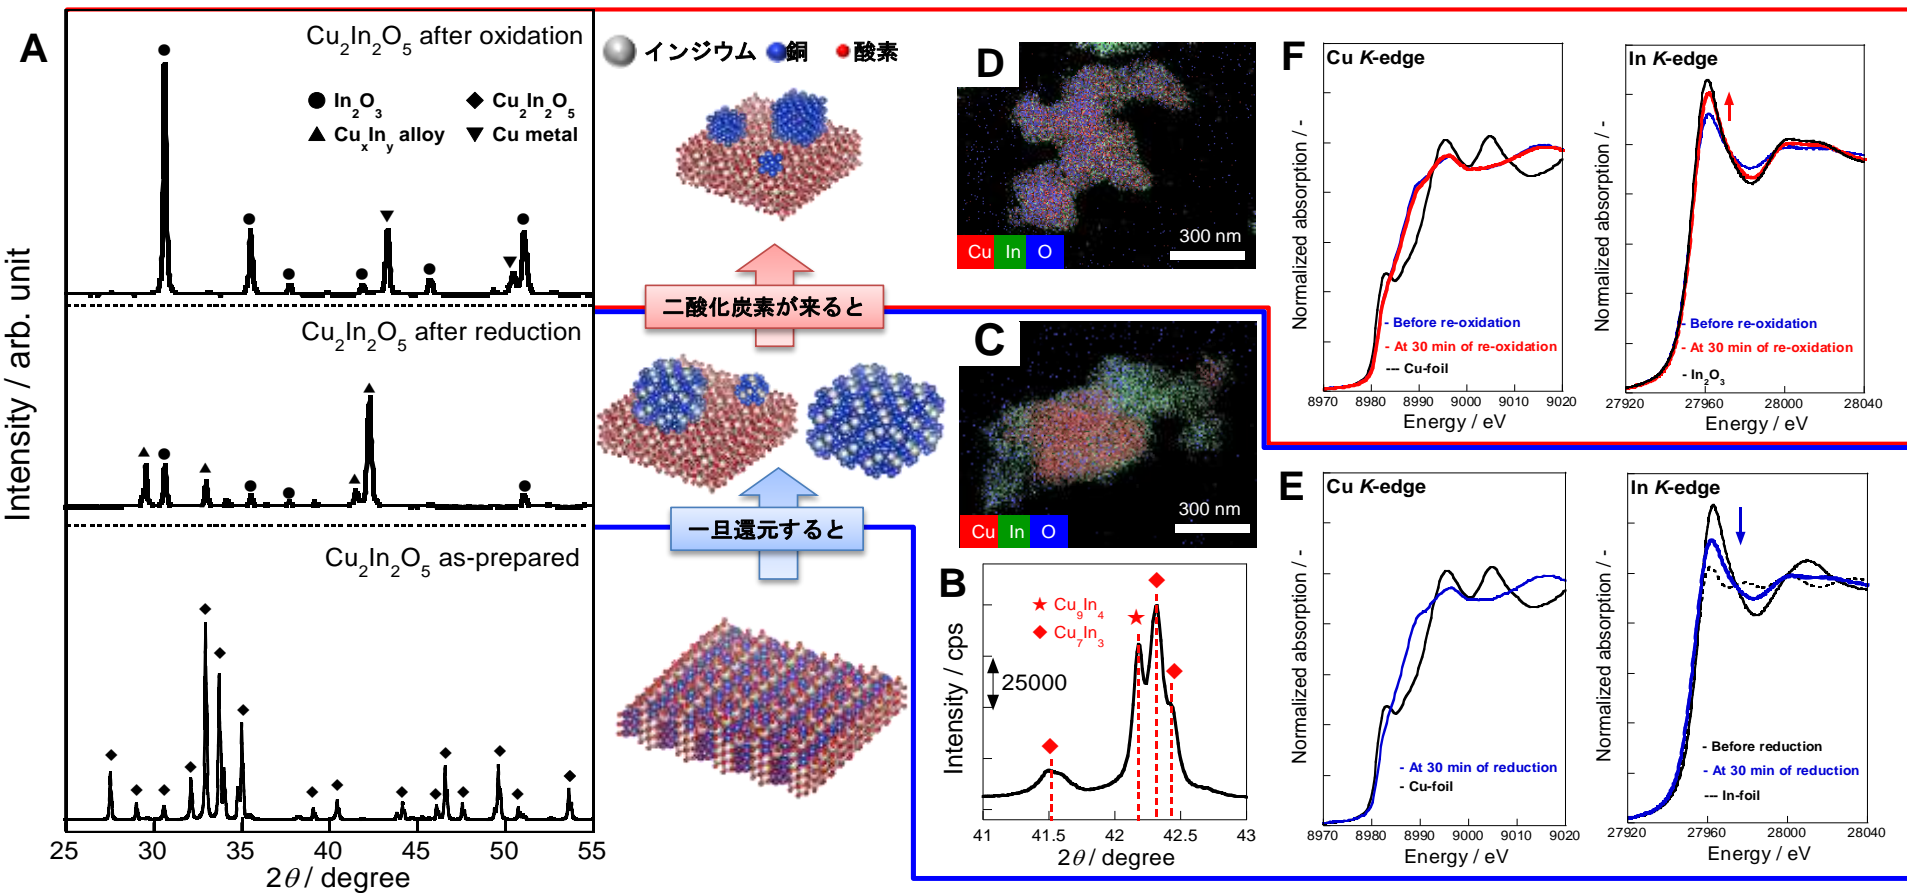 A
Cu2In2O5 after oxidation
In2O3
Cu2In2O5
CuxIny alloy
Cu metal
Cu2In2O5 after reduction
Cu2In2O5 as-prepared
Intensity / arb. unit
25 30 35 40 45 50 55
2θ / degree
インジウム 銅 酸素
二酸化炭素が来ると
一旦還元すると
D
Cu In O
300 nm
C
Cu In O
300 nm
B
Cu9In4
Cu7In3
25000
Intensity / cps
41 41.5 42 42.5 43
2θ / degree
F
Cu K-edge
Normalized absorption / -
- Before re-oxidation
- At 30 min of re-oxidation
--- Cu-foil
8970 8980 8990 9000 9010 9020
Energy / eV
In K-edge
Normalized absorption / -
- Before re-oxidation
- At 30 min of re-oxidation
- In2O3
27920 27960 28000 28040
Energy / eV
E
Cu K-edge
Normalized absorption / -
- At 30 min of reduction
- Cu-foil
8970 8980 8990 9000 9010 9020
Energy / eV
In K-edge
Normalized absorption / -
- Before reduction
- At 30 min of reduction
--- In-foil
27920 27960 28000 28040
Energy / eV